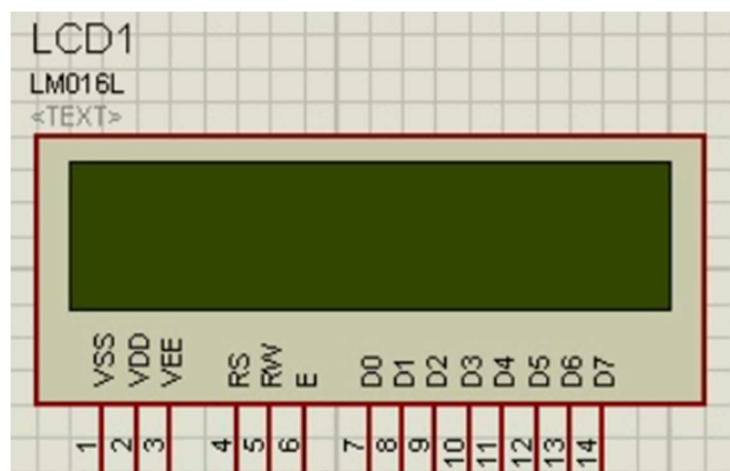 LCD1
LM016L
<TEXT>
VSS VDD VEE RS RW E D0 D1 D2 D3 D4 D5 D6 D7
1 2 3 4 5 6 7 8 9 10 11 12 13 14